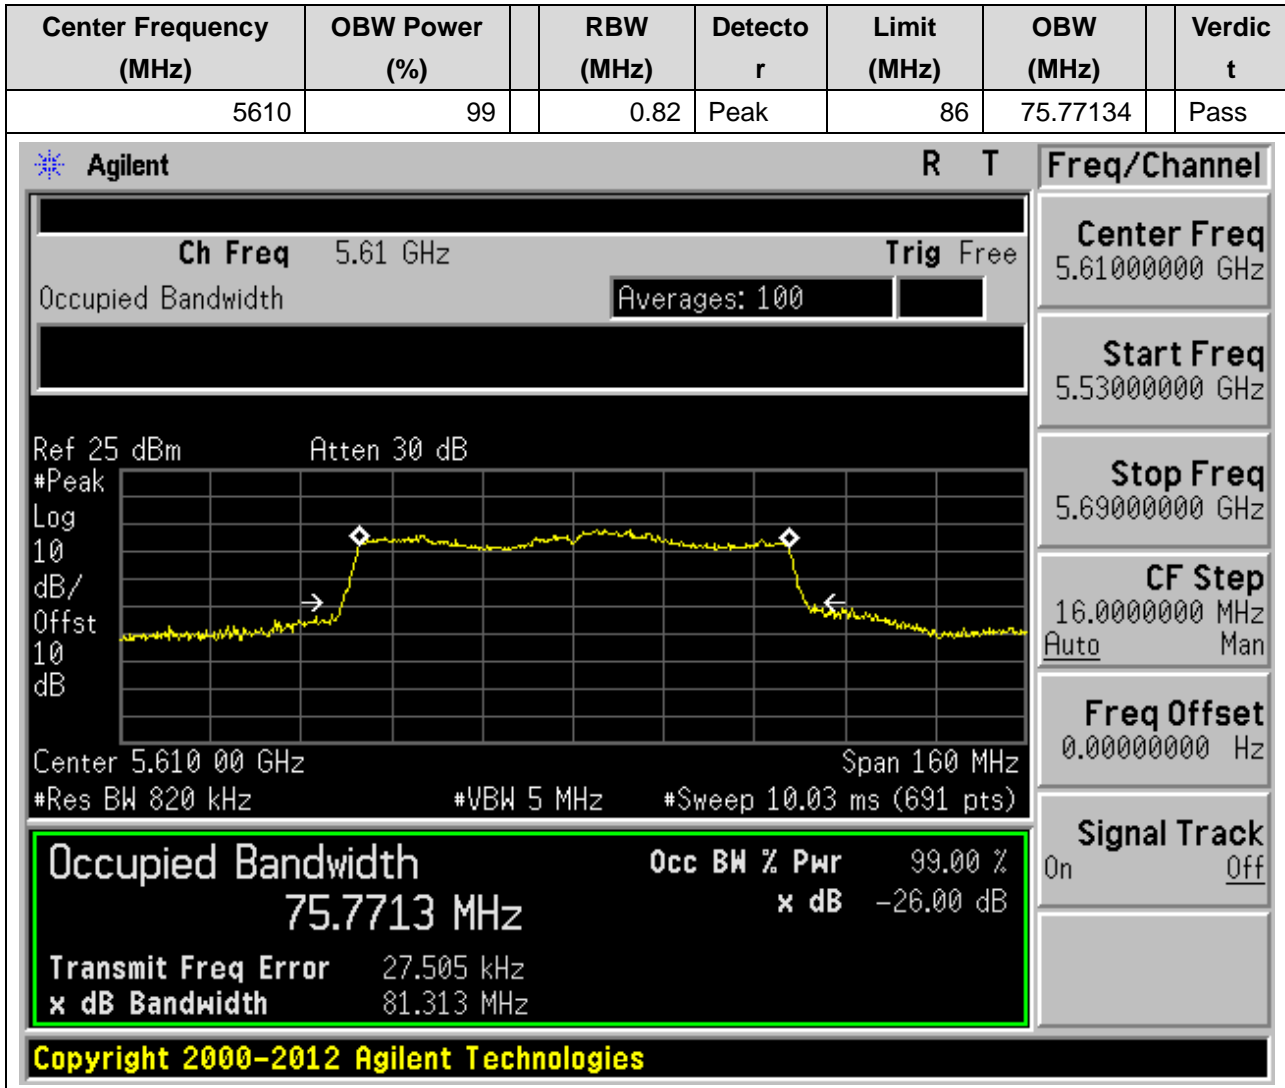 Center Frequency OBW Power RBW Detecto Limit OBW Verdic
(MHz) (%) (MHz) r (MHz) (MHz) t
5610 99 0.82 Peak 86 75.77134 Pass
Agilent R T Freq/Channel
Ch Freq 5.61 GHz Trig Free
Occupied Bandwidth Averages: 100
Center Freq
5.61000000 GHz
Start Freq
5.53000000 GHz
Stop Freq
5.69000000 GHz
CF Step
16.0000000 MHz
Auto Man
Freq Offset
0.00000000 Hz
Signal Track
On Off
Ref 25 dBm Atten 30 dB
#Peak
Log
10
dB/
Offst
10
dB
Center 5.610 00 GHz Span 160 MHz
#Res BW 820 kHz #VBW 5 MHz #Sweep 10.03 ms (691 pts)
Occupied Bandwidth Occ BW % Pwr 99.00 %
75.7713 MHz x dB -26.00 dB
Transmit Freq Error 27.505 kHz
x dB Bandwidth 81.313 MHz
Copyright 2000-2012 Agilent Technologies